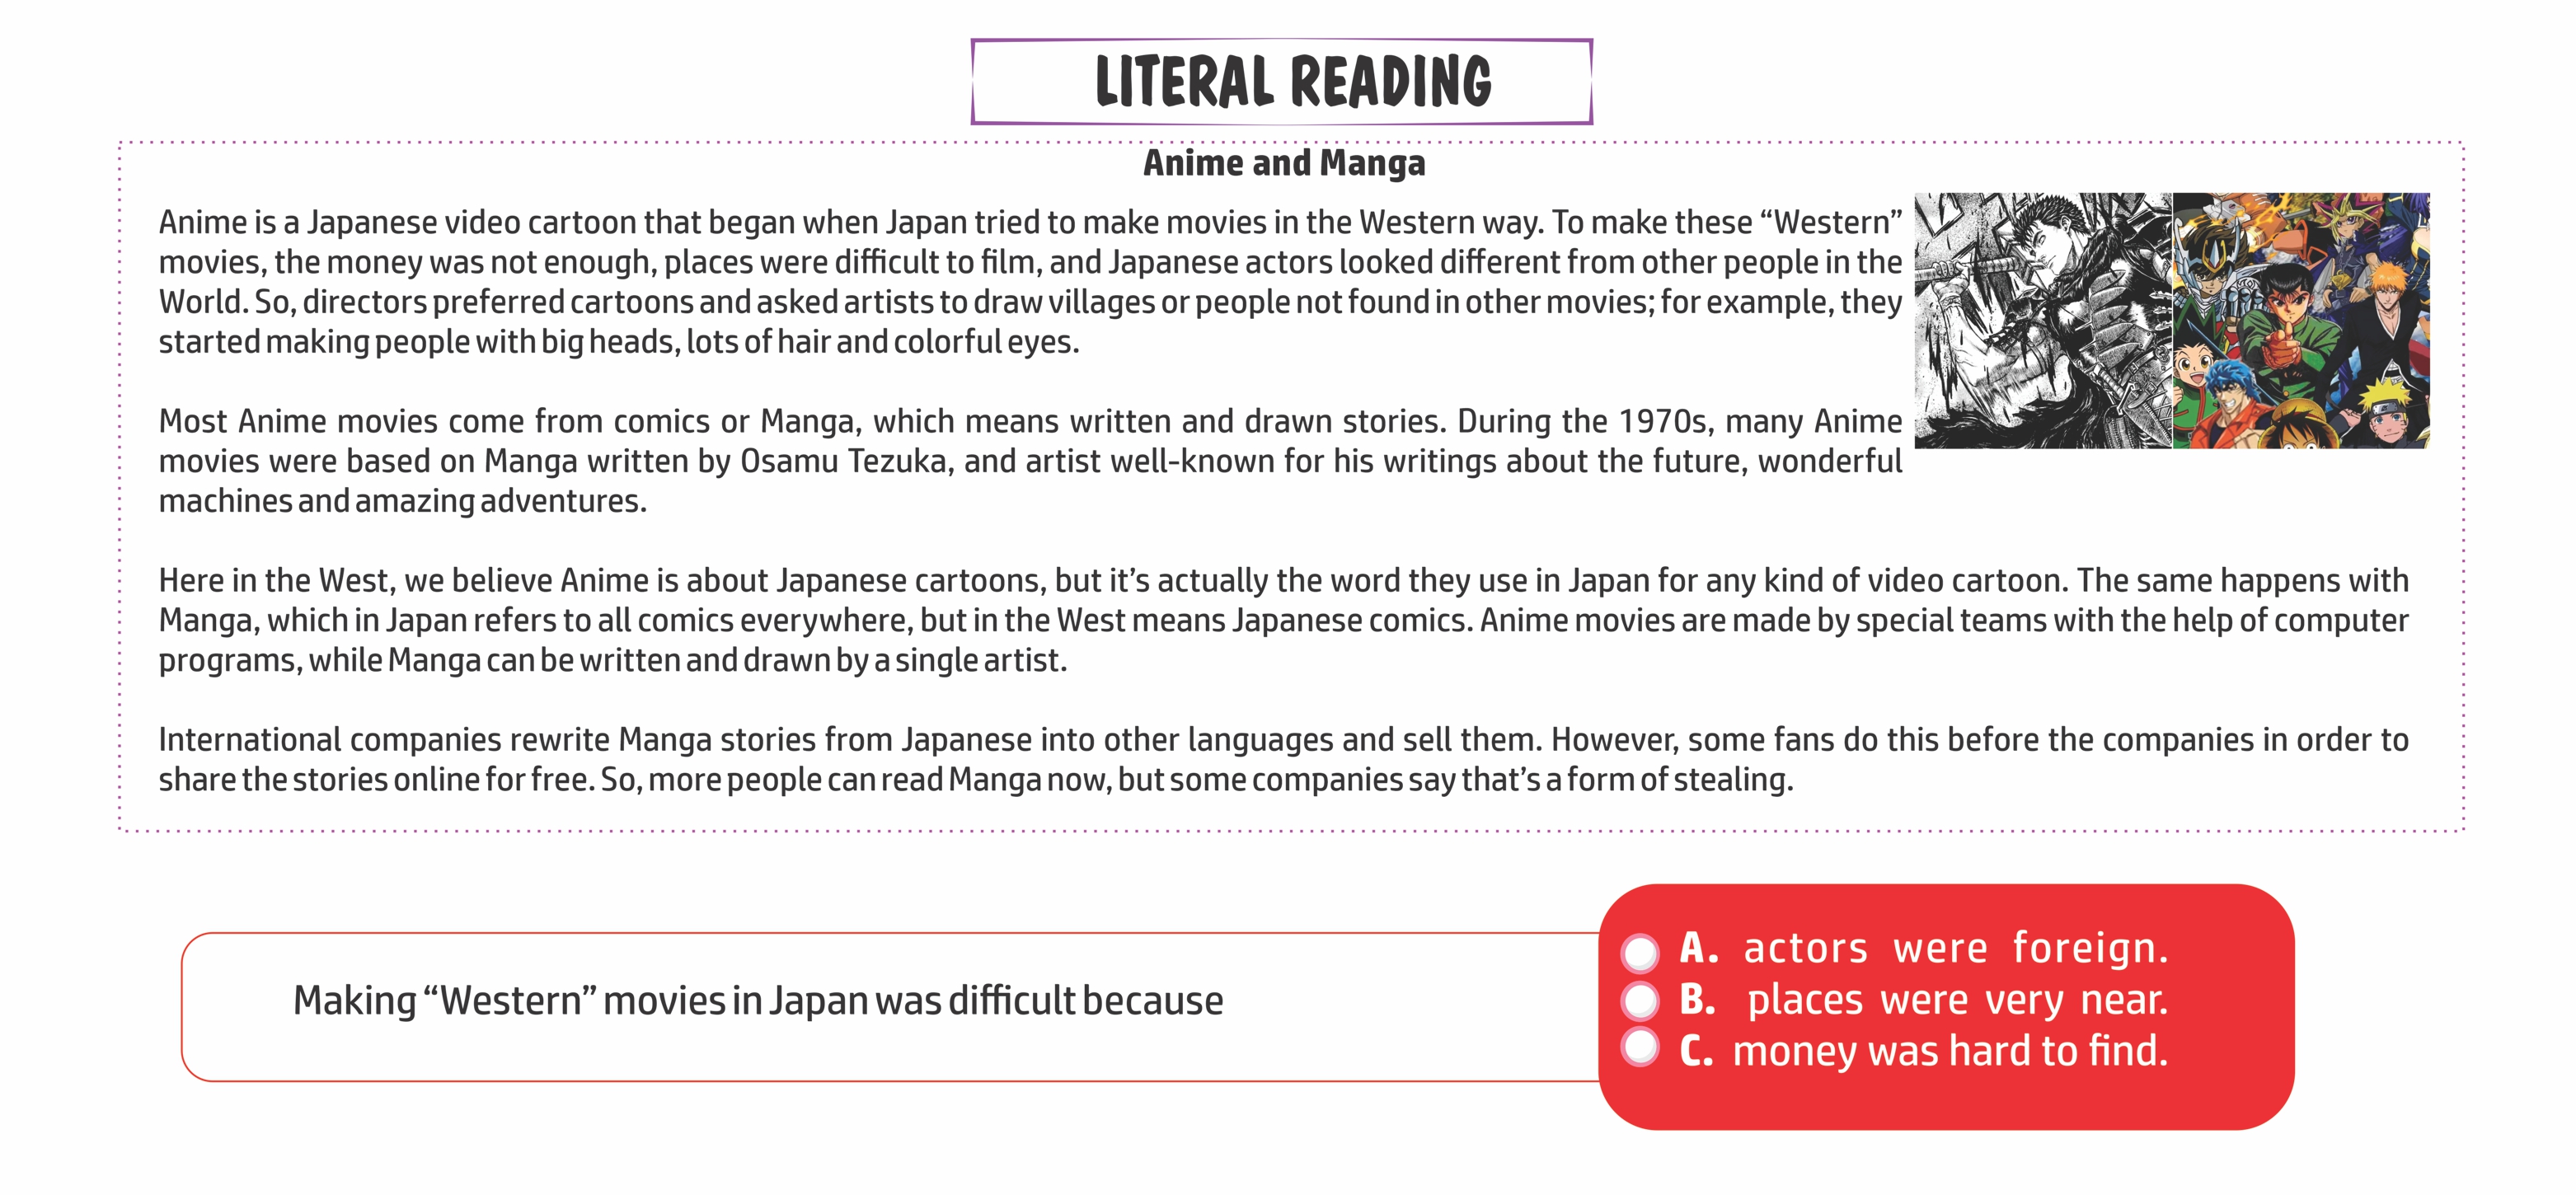 LITERAL READING
Anime and Manga
Anime is a Japanese video cartoon that began when Japan tried to make movies in the Western way. To make these “Western”
movies, the money was not enough, places were difficult to film, and Japanese actors looked different from other people in the
World. So, directors preferred cartoons and asked artists to draw villages or people not found in other movies; for example, they
started making people with big heads, lots of hair and colorful eyes.
Most Anime movies come from comics or Manga, which means written and drawn stories. During the 1970s, many Anime
movies were based on Manga written by Osamu Tezuka, and artist well-known for his writings about the future, wonderful
machines and amazing adventures.
Here in the West, we believe Anime is about Japanese cartoons, but it’s actually the word they use in Japan for any kind of video cartoon. The same happens with
Manga, which in Japan refers to all comics everywhere, but in the West means Japanese comics. Anime movies are made by special teams with the help of computer
programs, while Manga can be written and drawn by a single artist.
International companies rewrite Manga stories from Japanese into other languages and sell them. However, some fans do this before the companies in order to
share the stories online for free. So, more people can read Manga now, but some companies say that’s a form of stealing.
Making “Western” movies in Japan was difficult because
A. actors were foreign.
B. places were very near.
C. money was hard to find.